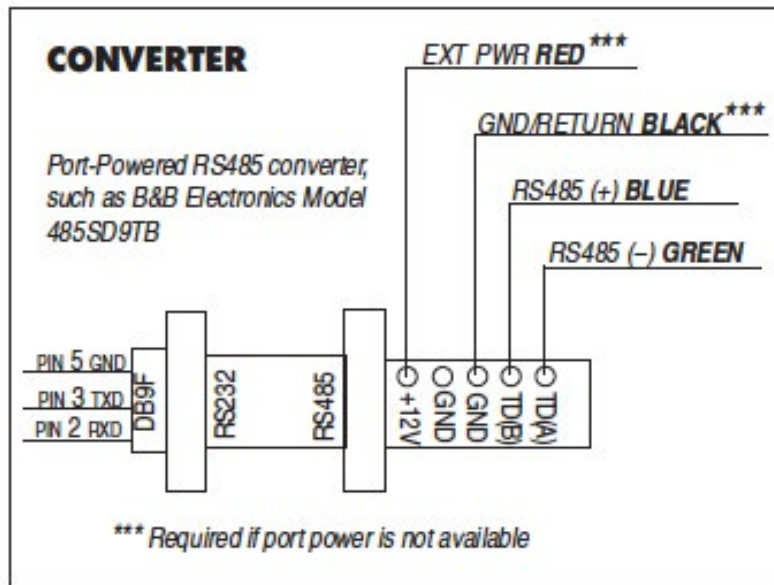 CONVERTER
EXT PWR RED ***
GND/RETURN BLACK***
Port-Powered RS485 converter,
such as B&B Electronics Model
485SD9TB
RS485 (+) BLUE
RS485 (–) GREEN
PIN 5 GND
PIN 3 TXD
PIN 2 RXD
DB9F
RS232
RS485
+12V
GND
GND
TD(B)
TD(A)
*** Required if port power is not available